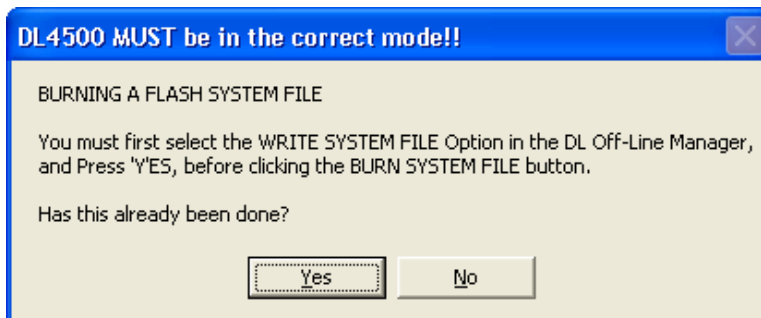 DL4500 MUST be in the correct mode!!
BURNING A FLASH SYSTEM FILE
You must first select the WRITE SYSTEM FILE Option in the DL Off-Line Manager,
and Press 'Y'ES, before clicking the BURN SYSTEM FILE button.
Has this already been done?
Yes
No